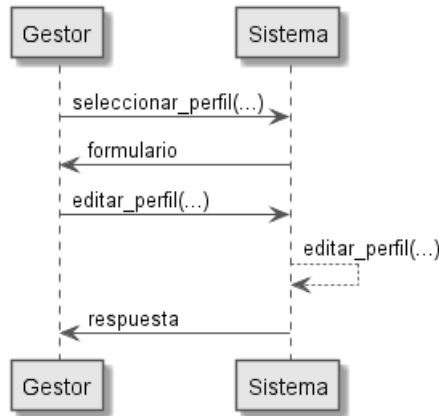 Gestor
Sistema
seleccionar_perfil(...)
formulario
editar_perfil(...)
editar_perfil(...)
respuesta
Gestor
Sistema